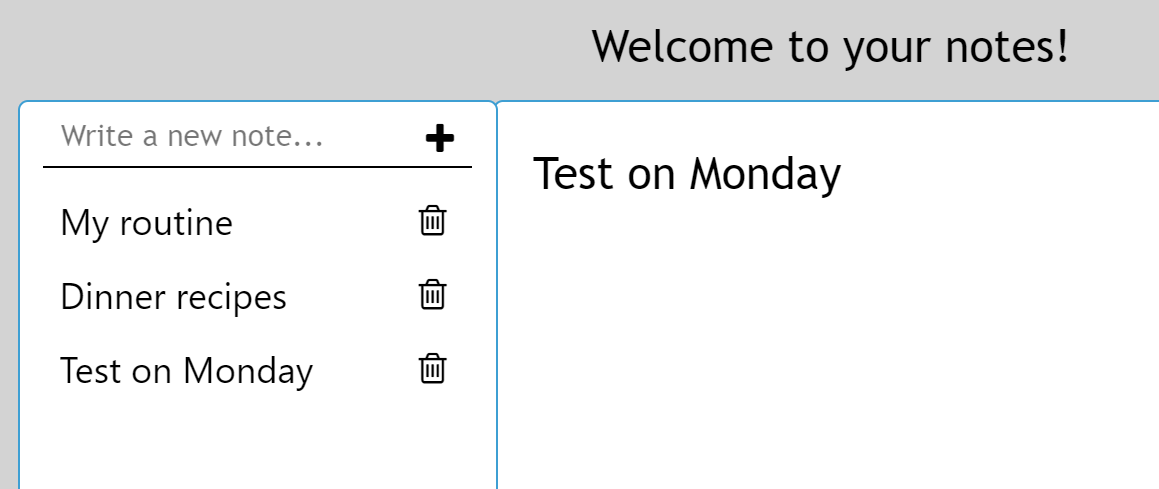 Welcome to your notes!
Write a new note...
My routine
Dinner recipes
Test on Monday
Test on Monday